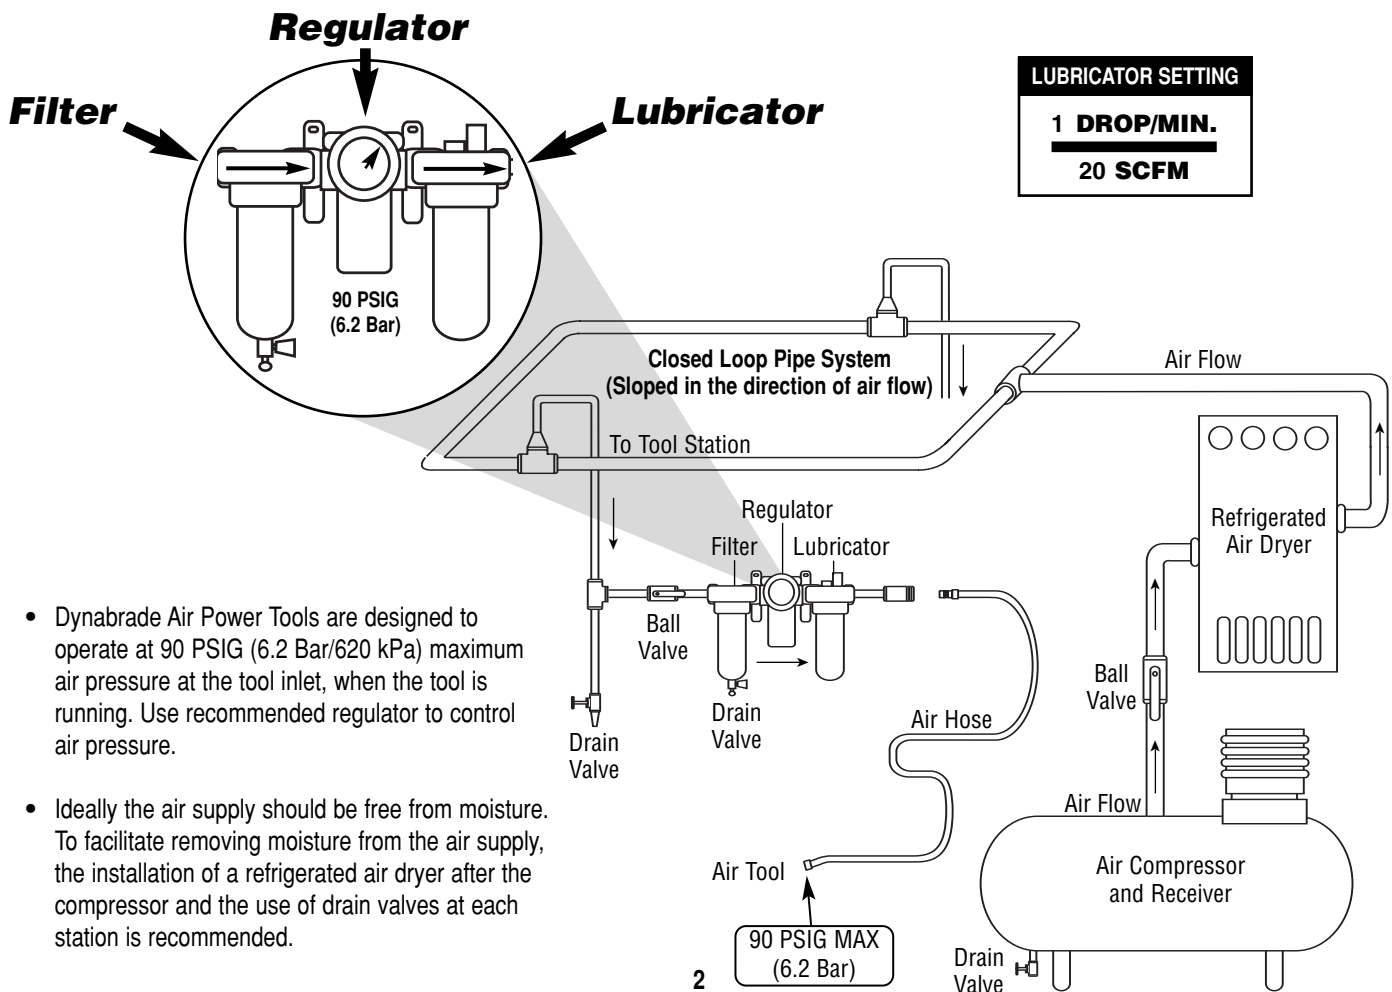 Regulator
Filter
Lubricator
LUBRICATOR SETTING
1 DROP/MIN.
20 SCFM
90 PSIG
(6.2 Bar)
Closed Loop Pipe System
(Sloped in the direction of air flow)
Air Flow
To Tool Station
Regulator
Filter
Lubricator
Refrigerated
Air Dryer
Ball
Valve
Drain
Valve
Drain
Valve
Air Hose
Ball
Valve
Air Flow
Air Tool
Air Compressor
and Receiver
90 PSIG MAX
(6.2 Bar)
Drain
Valve
• Dynabrade Air Power Tools are designed to
operate at 90 PSIG (6.2 Bar/620 kPa) maximum
air pressure at the tool inlet, when the tool is
running. Use recommended regulator to control
air pressure.
• Ideally the air supply should be free from moisture.
To facilitate removing moisture from the air supply,
the installation of a refrigerated air dryer after the
compressor and the use of drain valves at each
station is recommended.
2